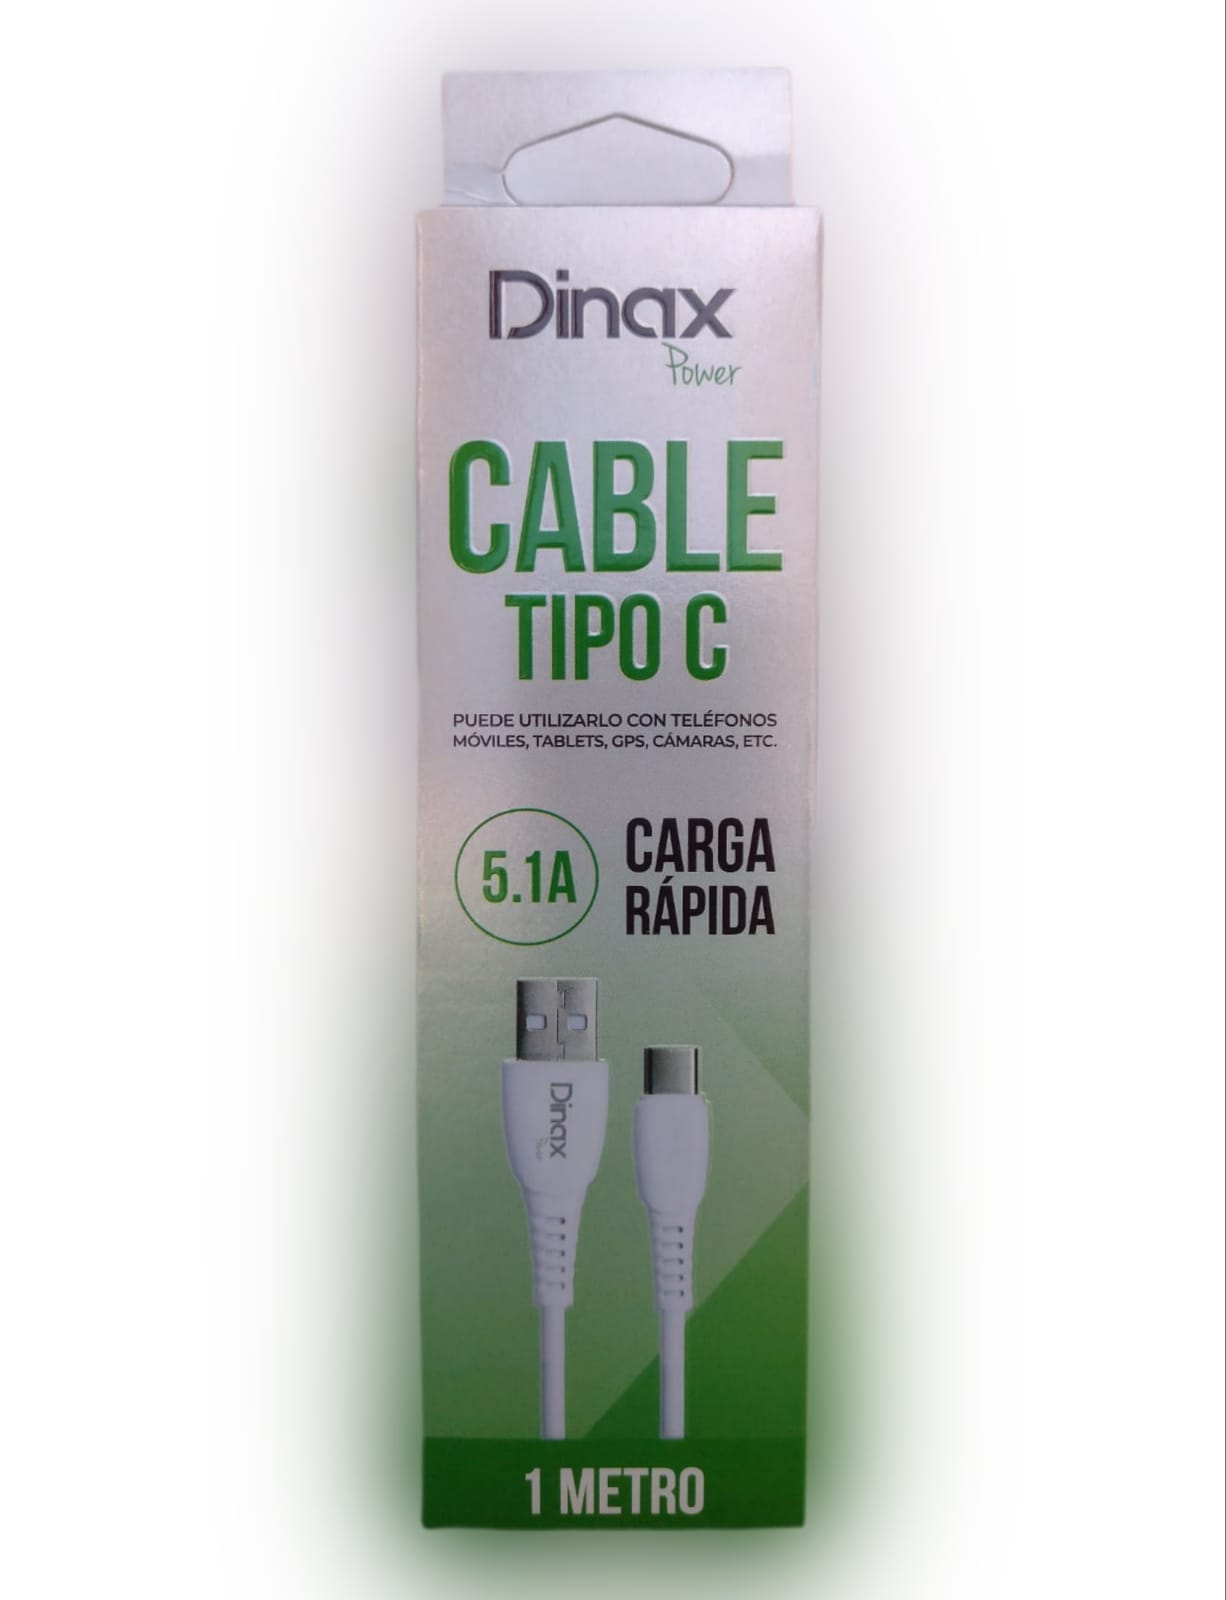 Dinax
Power
CABLE
TIPO C
PUEDE UTILIZARLO CON TELÉFONOS
MÓVILES, TABLETS, GPS, CÁMARAS, ETC.
5.1A
CARGA
RÁPIDA
Dinax
Power
1 METRO